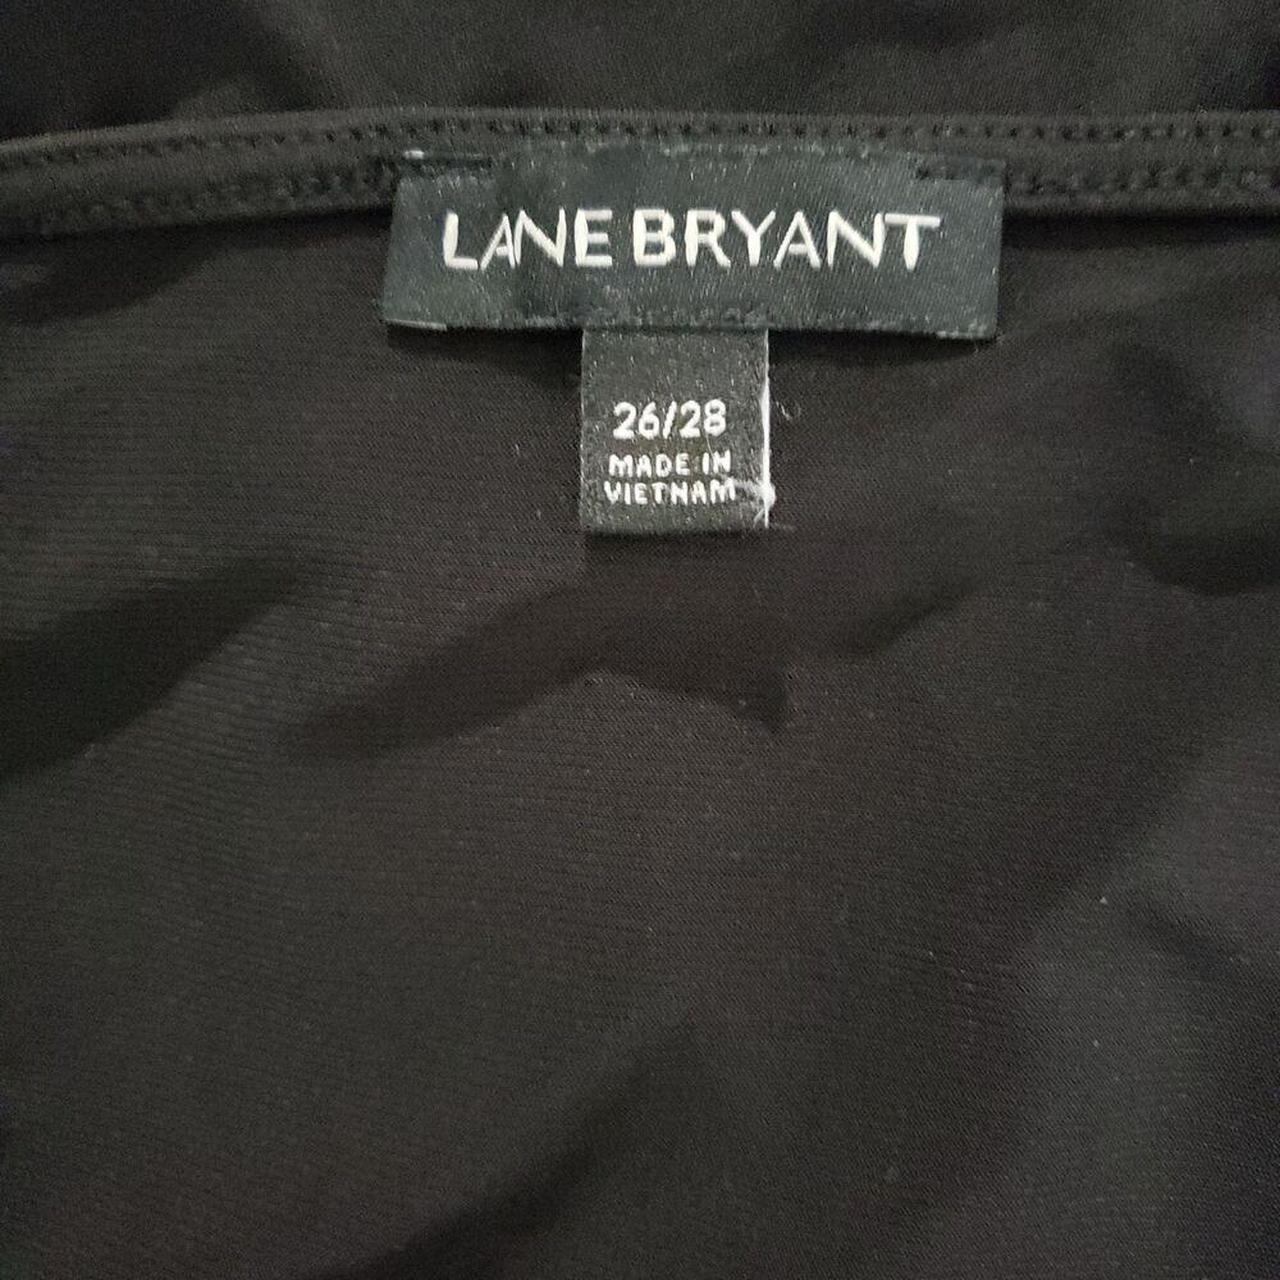 LANE BRYANT
26/28
MADE IN
VIETNAM